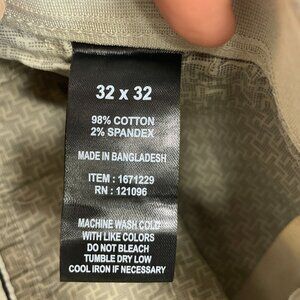 32 x 32
98% COTTON
2% SPANDEX
MADE IN BANGLADESH
ITEM : 1671229
RN : 121096
MACHINE WASH COLD
WITH LIKE COLORS
DO NOT BLEACH
TUMBLE DRY LOW
COOL IRON IF NECESSARY